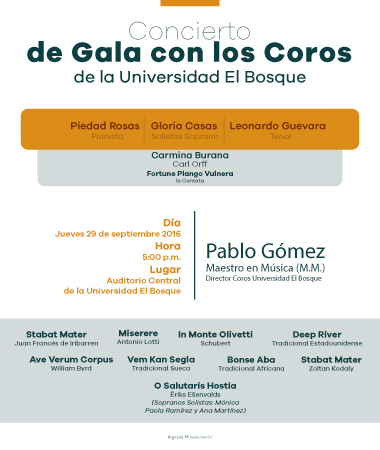 Concierto
de Gala con los Coros
de la Universidad El Bosque
Piedad Rosas
Pianista
Gloria Casas
Solistas Soprano
Leonardo Guevara
Tenor
Carmina Burana
Carl Orff
Fortune Plango Vulnera
la Cantata
Día
Jueves 29 de septiembre 2016
Hora
5:00 p.m.
Lugar
Auditorio Central
de la Universidad El Bosque
Pablo Gómez
Maestro en Música (M.M.)
Director Coros Universidad El Bosque
Stabat Mater
Juan Francés de Iribarren
Miserere
Antonio Lotti
In Monte Olivetti
Schubert
Deep River
Tradicional Estadounidense
Ave Verum Corpus
William Byrd
Vem Kan Segla
Tradicional Sueca
Bonse Aba
Tradicional Africana
Stabat Mater
Zoltan Kodaly
O Salutaris Hostia
Ēriks Ešenvalds
(Sopranos Solistas: Mónica
Paola Ramírez y Ana Martínez)
Vigilada Mineducación